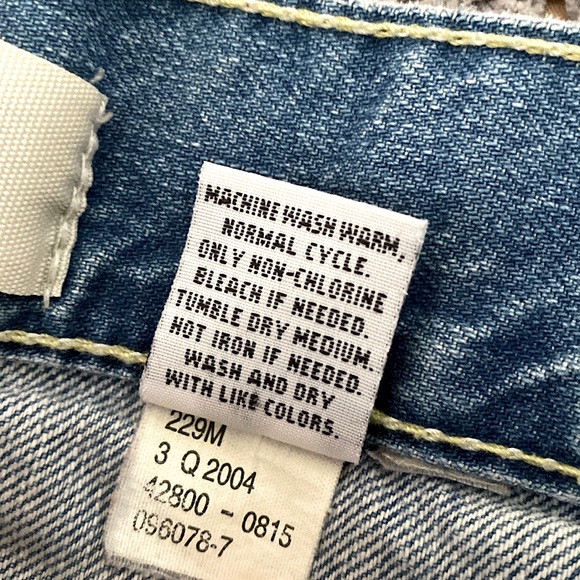 MACHINE WASH WARM,
NORMAL CYCLE.
ONLY NON-CHLORINE
BLEACH IF NEEDED.
TUMBLE DRY MEDIUM.
HOT IRON IF NEEDED.
WASH AND DRY
WITH LIKE COLORS.
229M
3 Q 2004
42800 - 0815
096078-7